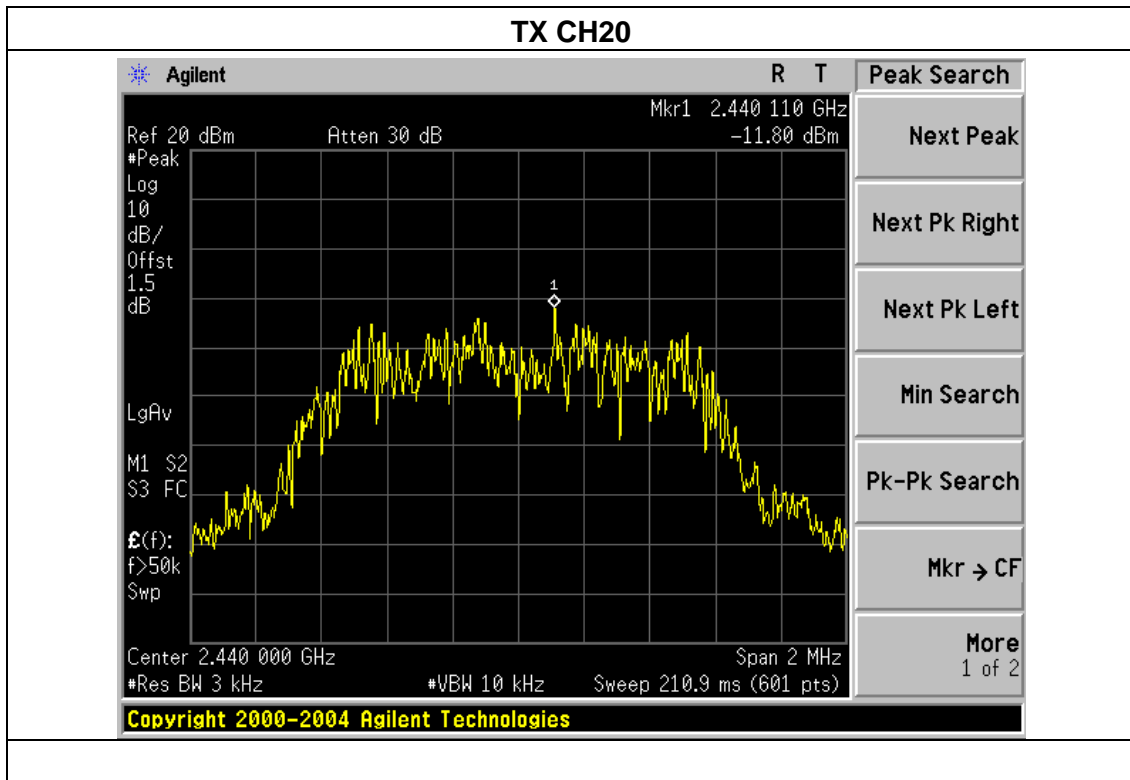 TX CH20
Agilent R T Peak Search
Mkr1 2.440 110 GHz
Ref 20 dBm Atten 30 dB -11.80 dBm
#Peak
Log
10
dB/
Offst
1.5
dB
1
LgAv
M1 S2
S3 FC
£(f):
f>50k
Swp
Center 2.440 000 GHz Span 2 MHz
#Res BW 3 kHz #VBW 10 kHz Sweep 210.9 ms (601 pts)
Copyright 2000-2004 Agilent Technologies
Next Peak
Next Pk Right
Next Pk Left
Min Search
Pk-Pk Search
Mkr → CF
More
1 of 2